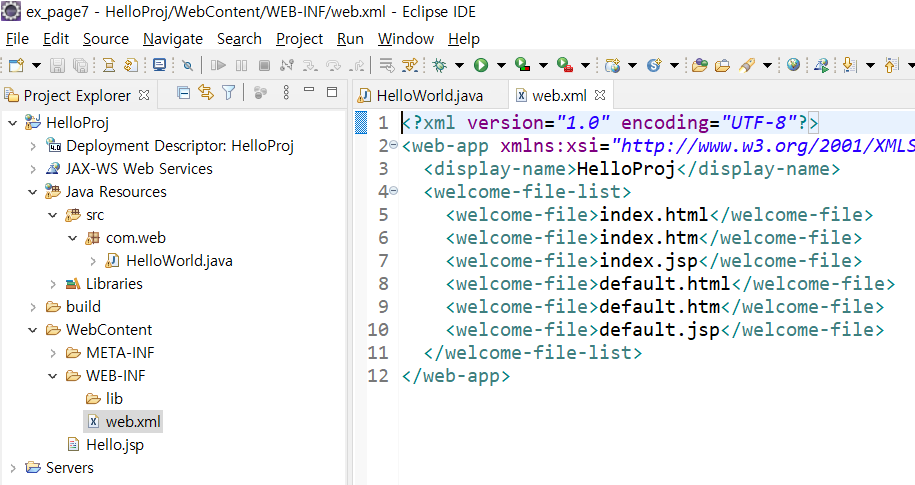 ex_page7 - HelloProj/WebContent/WEB-INF/web.xml - Eclipse IDE
File Edit Source Navigate Search Project Run Window Help
Project Explorer
HelloProj
Deployment Descriptor: HelloProj
JAX-WS Web Services
Java Resources
src
com.web
HelloWorld.java
Libraries
build
WebContent
META-INF
WEB-INF
lib
web.xml
Hello.jsp
Servers
HelloWorld.java web.xml
1 <?xml version="1.0" encoding="UTF-8"?>
2 <web-app xmlns:xsi="http://www.w3.org/2001/XMLS
3 <display-name>HelloProj</display-name>
4 <welcome-file-list>
5 <welcome-file>index.html</welcome-file>
6 <welcome-file>index.htm</welcome-file>
7 <welcome-file>index.jsp</welcome-file>
8 <welcome-file>default.html</welcome-file>
9 <welcome-file>default.htm</welcome-file>
10 <welcome-file>default.jsp</welcome-file>
11 </welcome-file-list>
12 </web-app>